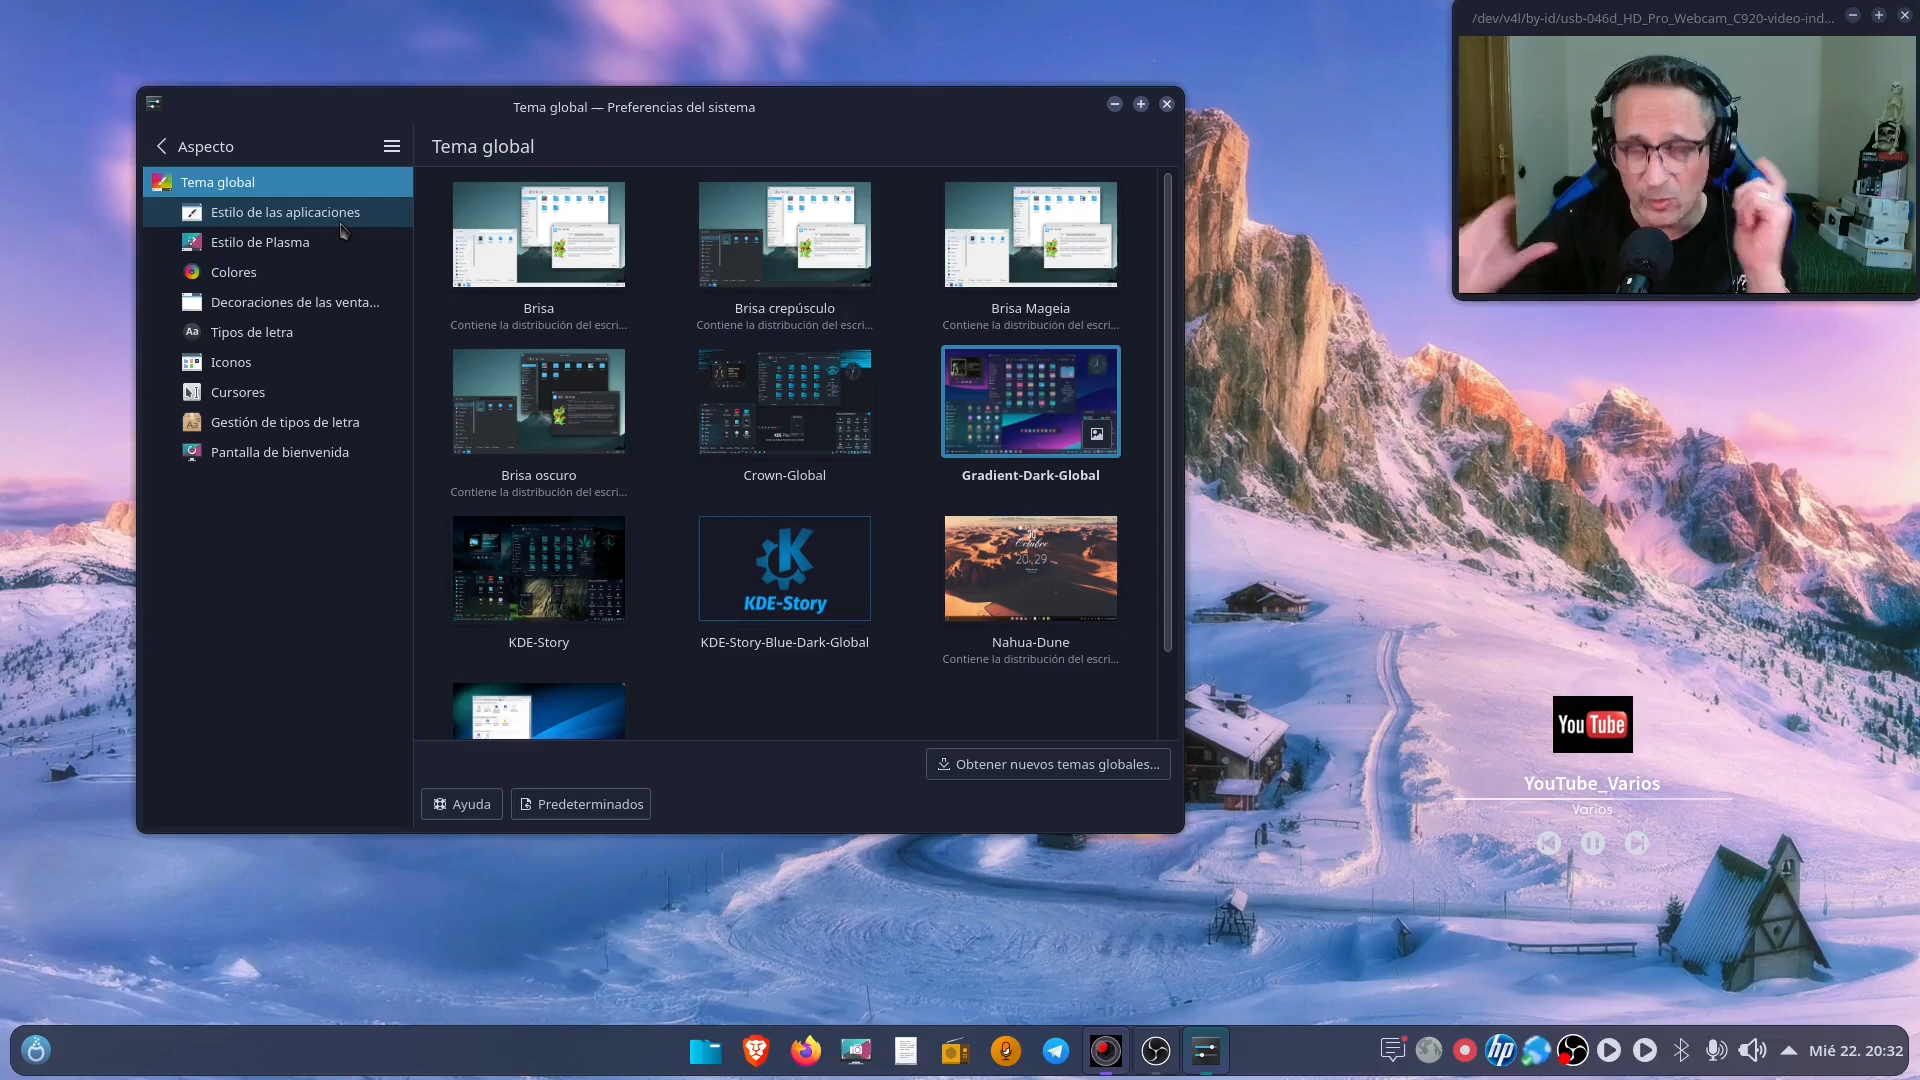 /dev/v4l/by-id/usb-046d_HD_Pro_Webcam_C920-video-ind...
Tema global — Preferencias del sistema
Aspecto
Tema global
Tema global
Estilo de las aplicaciones
Estilo de Plasma
Colores
Decoraciones de las venta...
Tipos de letra
Iconos
Cursores
Gestión de tipos de letra
Pantalla de bienvenida
Brisa
Contiene la distribución del escri...
Brisa crepúsculo
Contiene la distribución del escri...
Brisa Mageia
Contiene la distribución del escri...
Brisa oscuro
Contiene la distribución del escri...
Crown-Global
Gradient-Dark-Global
KDE-Story
KDE-Story
KDE-Story-Blue-Dark-Global
Octubre
20:29
Nahua-Dune
Contiene la distribución del escri...
Obtener nuevos temas globales...
Ayuda
Predeterminados
YouTube
YouTube_Varios
Varios
hp
Mié 22. 20:32